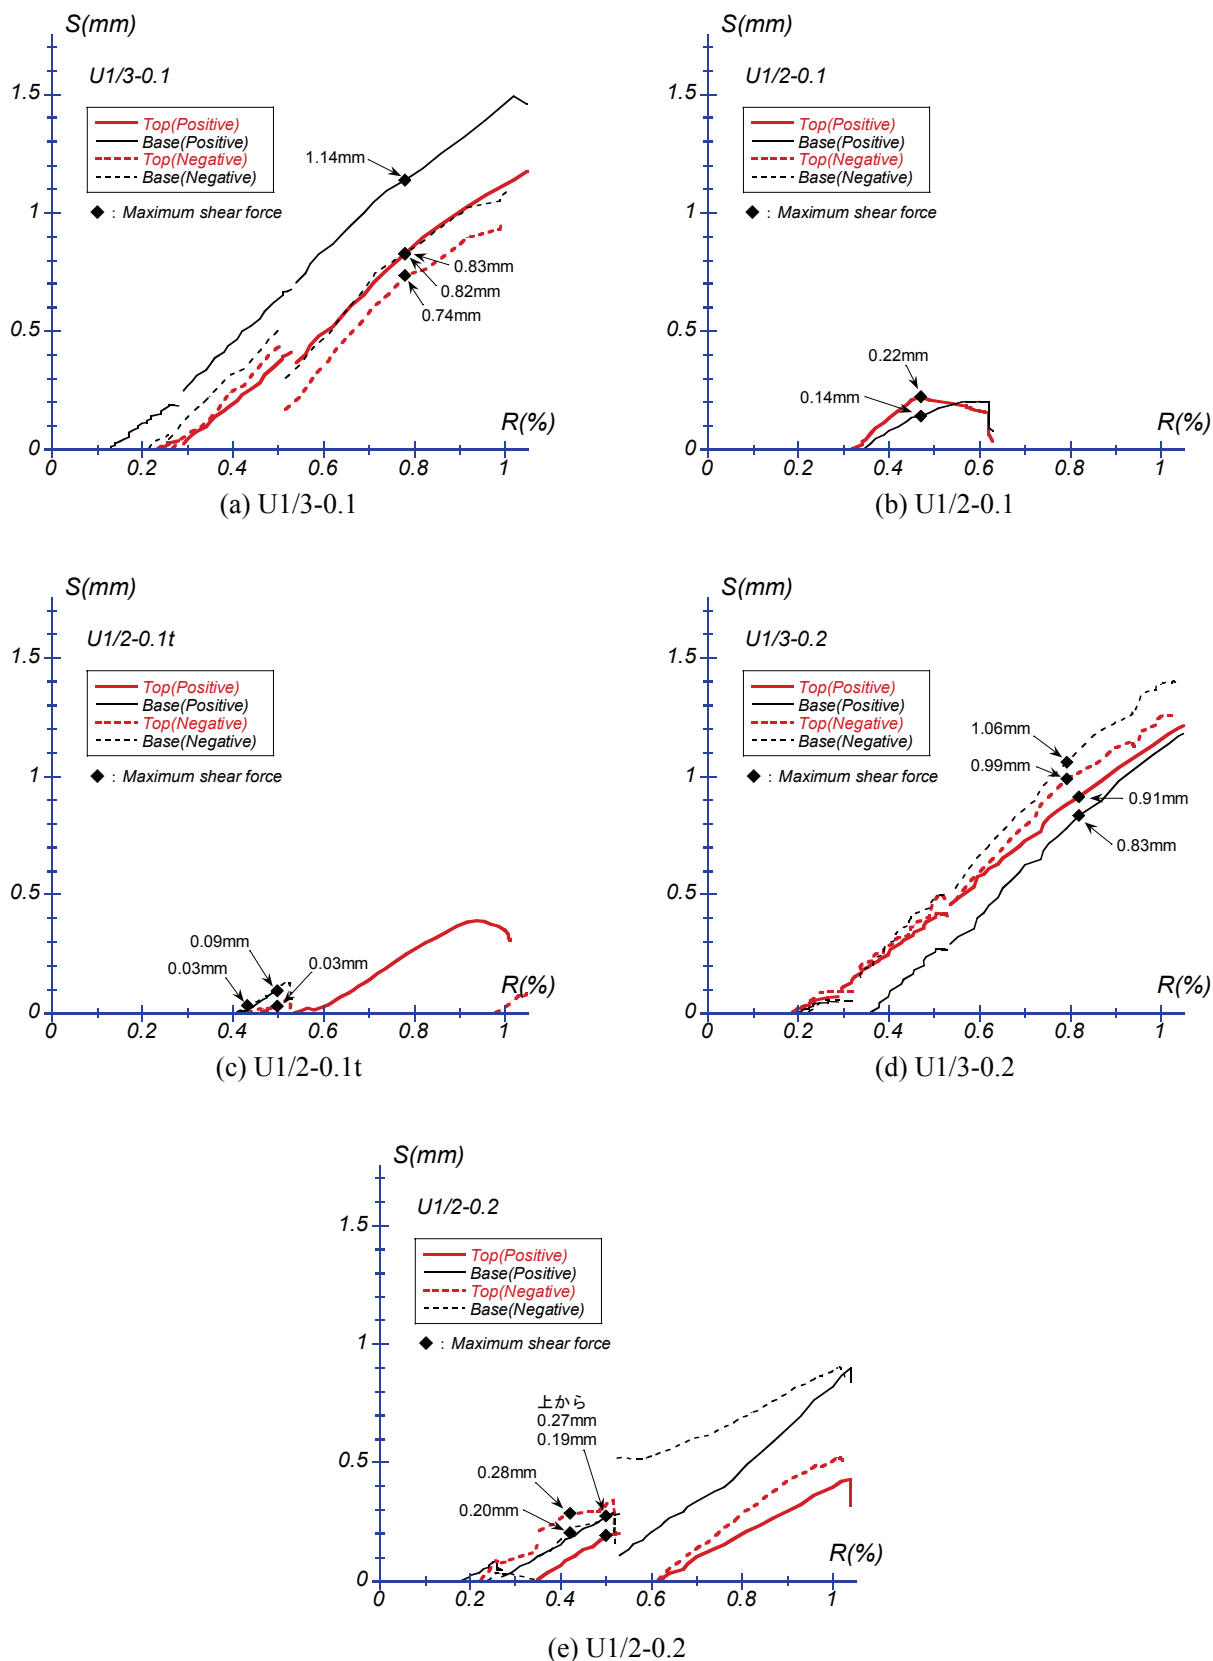 S(mm)
U1/3-0.1
1.5
Top(Positive)
Base(Positive)
Top(Negative)
Base(Negative)
1.14mm
◆ : Maximum shear force
1
0.83mm
0.82mm
0.74mm
0.5
R(%)
0
0 0.2 0.4 0.6 0.8 1
(a) U1/3-0.1
S(mm)
U1/2-0.1
1.5
Top(Positive)
Base(Positive)
Top(Negative)
Base(Negative)
◆ : Maximum shear force
1
0.5
0.22mm
0.14mm
R(%)
0
0 0.2 0.4 0.6 0.8 1
(b) U1/2-0.1
S(mm)
U1/2-0.1t
1.5
Top(Positive)
Base(Positive)
Top(Negative)
Base(Negative)
◆ : Maximum shear force
1
0.5
0.09mm
0.03mm
0.03mm
R(%)
0
0 0.2 0.4 0.6 0.8 1
(c) U1/2-0.1t
S(mm)
U1/3-0.2
1.5
Top(Positive)
Base(Positive)
Top(Negative)
Base(Negative)
1.06mm
0.99mm
◆ : Maximum shear force
1
0.91mm
0.83mm
0.5
R(%)
0
0 0.2 0.4 0.6 0.8 1
(d) U1/3-0.2
S(mm)
U1/2-0.2
1.5
Top(Positive)
Base(Positive)
Top(Negative)
Base(Negative)
◆ : Maximum shear force
1
上から
0.27mm
0.19mm
0.5
0.28mm
0.20mm
R(%)
0
0 0.2 0.4 0.6 0.8 1
(e) U1/2-0.2